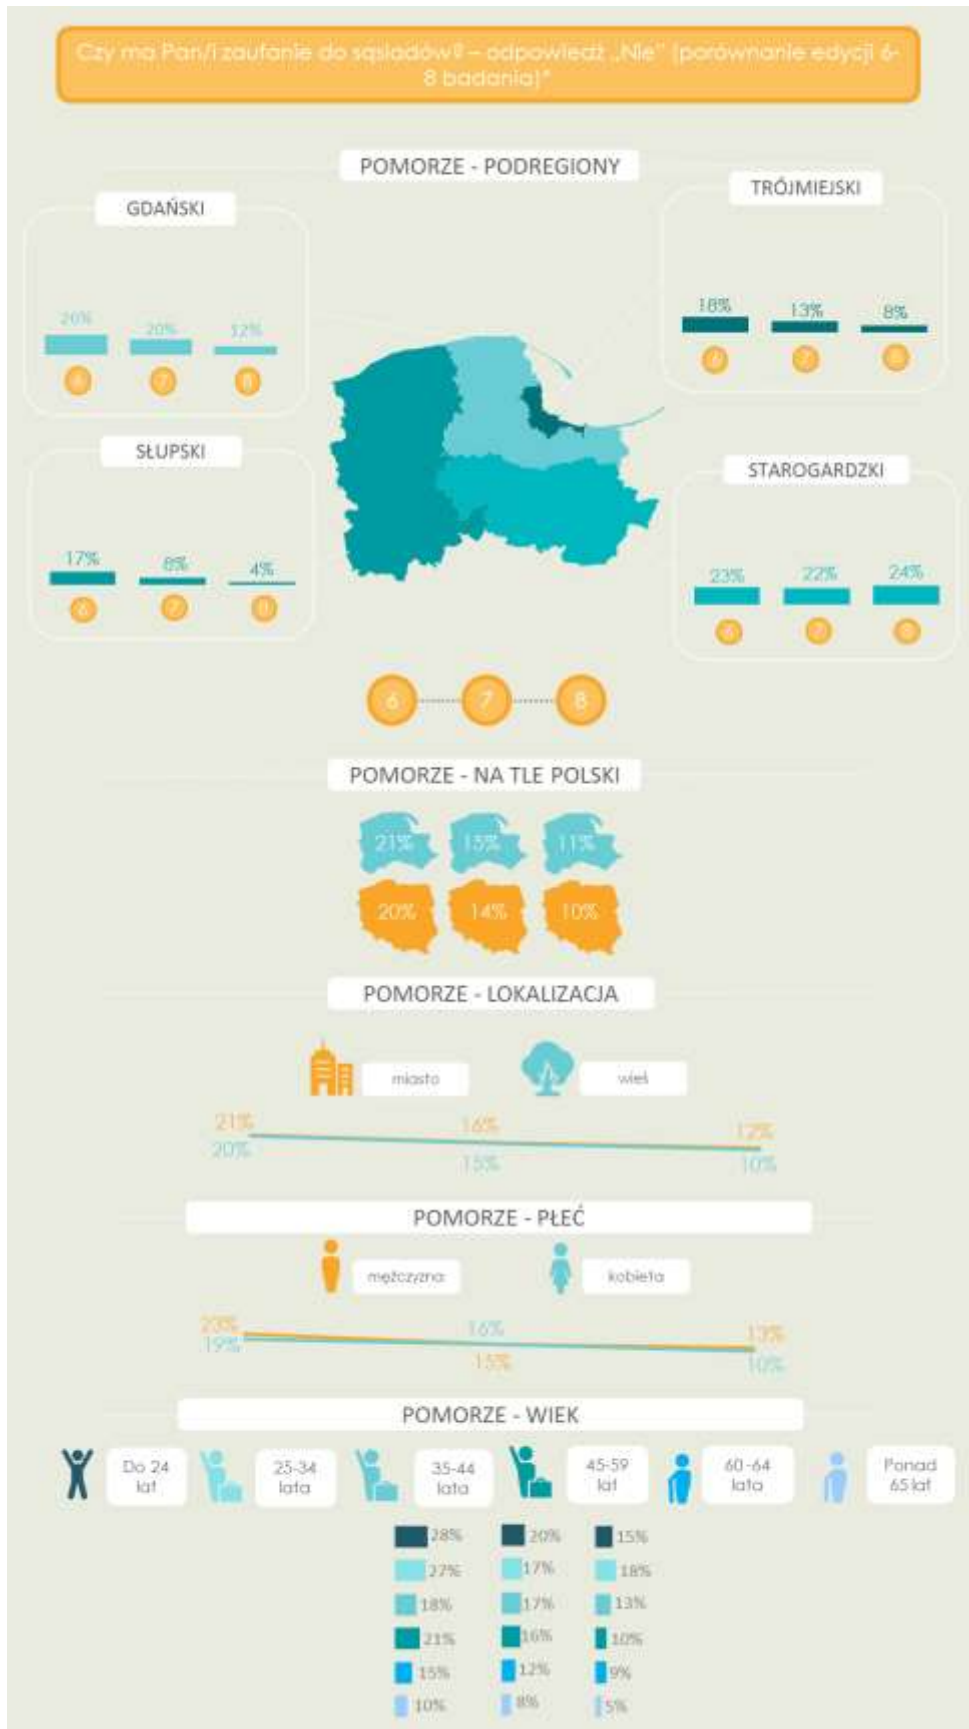 Czy ma Pan/i zaufanie do sąsiadów? – odpowiedź „Nie” (porównanie edycji 6-
8 badania)*
POMORZE - PODREGIONY
GDAŃSKI
TRÓJMIEJSKI
26% 20% 12%
6 7 8
18% 13% 8%
6 7 8
SŁUPSKI
STAROGARDZKI
17% 8% 4%
6 7 8
23% 22% 24%
6 7 8
6 7 8
POMORZE - NA TLE POLSKI
21% 15% 11%
20% 14% 10%
POMORZE - LOKALIZACJA
miasto wieś
21% 16% 12%
20% 15% 10%
POMORZE - PŁEĆ
mężczyzna kobieta
23% 16% 13%
19% 15% 10%
POMORZE - WIEK
Do 24
lat
25-34
lata
35-44
lata
45-59
lat
60-64
lata
Ponad
65 lat
28% 20% 15%
27% 17% 18%
18% 17% 13%
21% 16% 10%
15% 12% 9%
10% 8% 5%